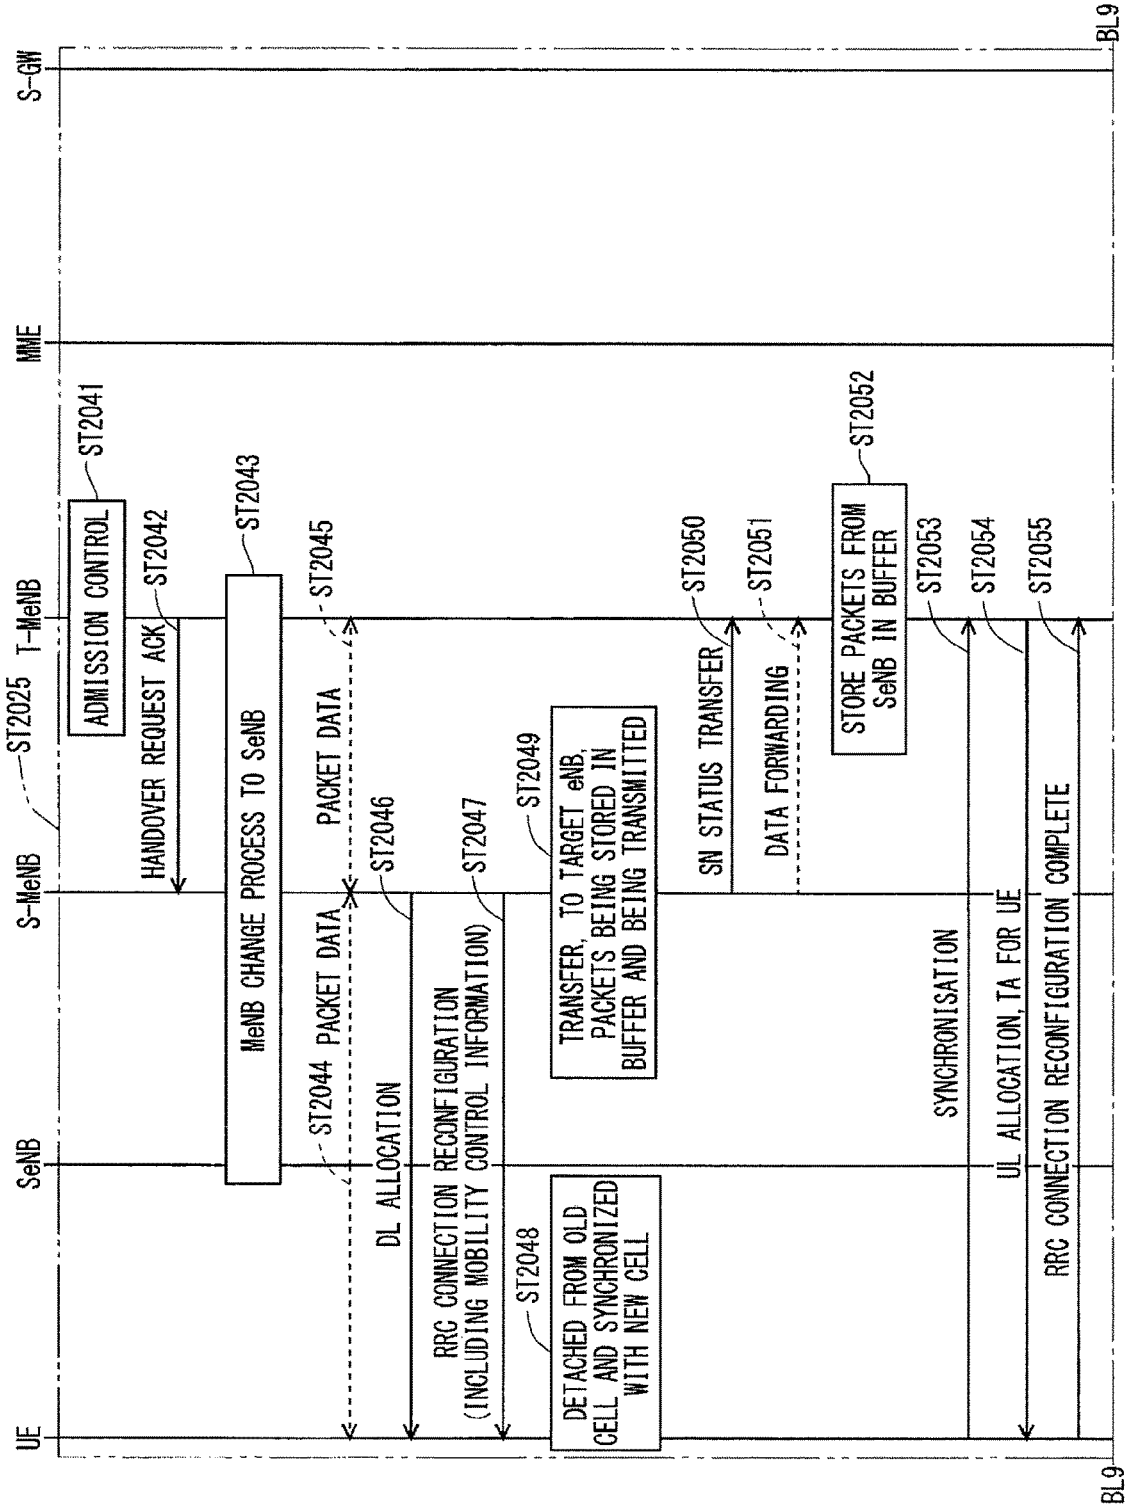 UE
SeNB
S-MeNB
ST2025
T-MeNB
MME
S-GW
ADMISSION CONTROL
ST2041
HANDOVER REQUEST ACK
ST2042
MeNB CHANGE PROCESS TO SeNB
ST2043
ST2044
PACKET DATA
PACKET DATA
ST2045
DL ALLOCATION
ST2046
RRC CONNECTION RECONFIGURATION
(INCLUDING MOBILITY CONTROL INFORMATION)
ST2047
ST2048
DETACHED FROM OLD
CELL AND SYNCHRONIZED
WITH NEW CELL
ST2049
TRANSFER, TO TARGET eNB,
PACKETS BEING STORED IN
BUFFER AND BEING TRANSMITTED
SN STATUS TRANSFER
ST2050
DATA FORWARDING
ST2051
STORE PACKETS FROM
SeNB IN BUFFER
ST2052
SYNCHRONISATION
ST2053
UL ALLOCATION,TA FOR UE
ST2054
RRC CONNECTION RECONFIGURATION COMPLETE
ST2055
BL9
BL9